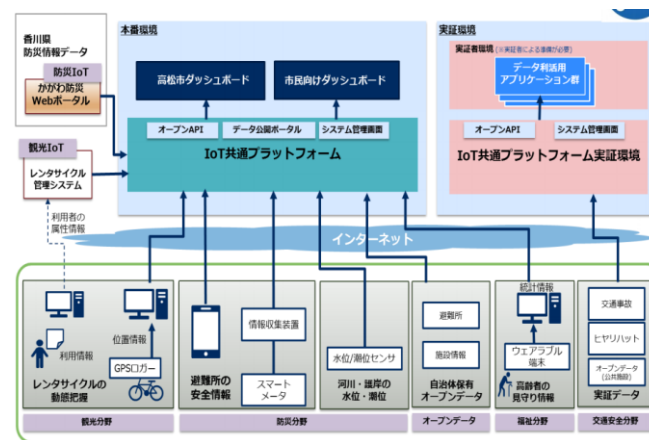 香川県
防災情報データ
防災IoT
かがわ防災
Webポータル
観光IoT
レンタサイクル
管理システム
利用者の
属性情報
本番環境
高松市ダッシュボード
市民向けダッシュボード
オープンAPI
データ公開ポータル
システム管理画面
IoT共通プラットフォーム
実証環境
実証者環境 (※実証者による準備が必要)
データ利活用
アプリケーション群
オープンAPI
システム管理画面
IoT共通プラットフォーム実証環境
インターネット
位置情報
利用情報
GPSロガー
レンタサイクルの
動態把握
観光分野
避難所の
安全情報
情報収集装置
スマート
メータ
水位/潮位センサ
河川・護岸の
水位・潮位
防災分野
避難所
施設情報
自治体保有
オープンデータ
オープンデータ
統計情報
ウェアラブル
端末
高齢者の
見守り情報
福祉分野
交通事故
ヒヤリハット
オープンデータ
(公共施設)
実証データ
交通安全分野